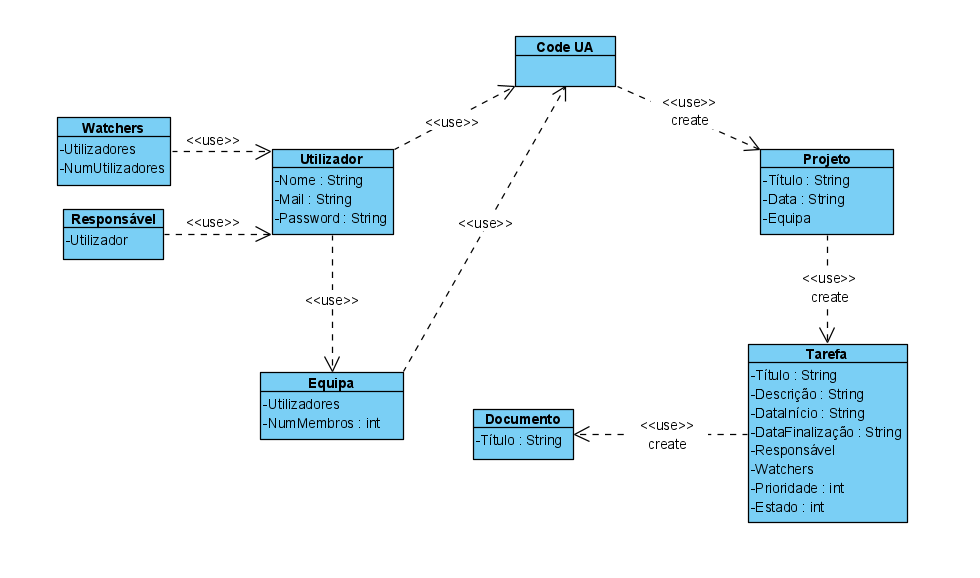 Code UA
<<use>>
create
<<use>>
Watchers
-Utilizadores
-NumUtilizadores
<<use>>
Utilizador
-Nome : String
-Mail : String
-Password : String
Projeto
-Título : String
-Data : String
-Equipa
Responsável
-Utilizador
<<use>>
<<use>>
<<use>>
<<use>>
create
Equipa
-Utilizadores
-NumMembros : int
Tarefa
-Título : String
-Descrição : String
-DataInício : String
-DataFinalização : String
-Responsável
-Watchers
-Prioridade : int
-Estado : int
Documento
-Título : String
<<use>>
create